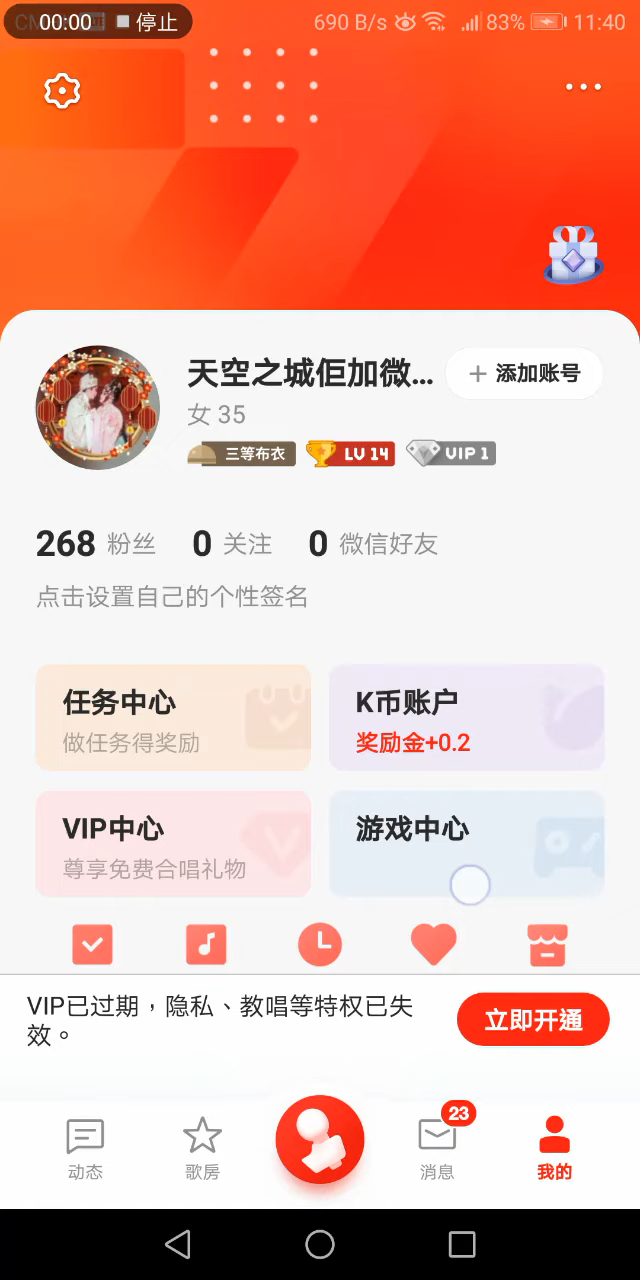 00:00 停止 690 B/s 83% 11:40
天空之城佢加微... + 添加账号
女 35
三等布衣 LV 14 VIP 1
268 粉丝 0 关注 0 微信好友
点击设置自己的个性签名
任务中心 K币账户
做任务得奖励 奖励金+0.2
VIP中心 游戏中心
尊享免费合唱礼物
VIP已过期，隐私、教唱等特权已失
效。
立即开通
23
动态 歌房 消息 我的